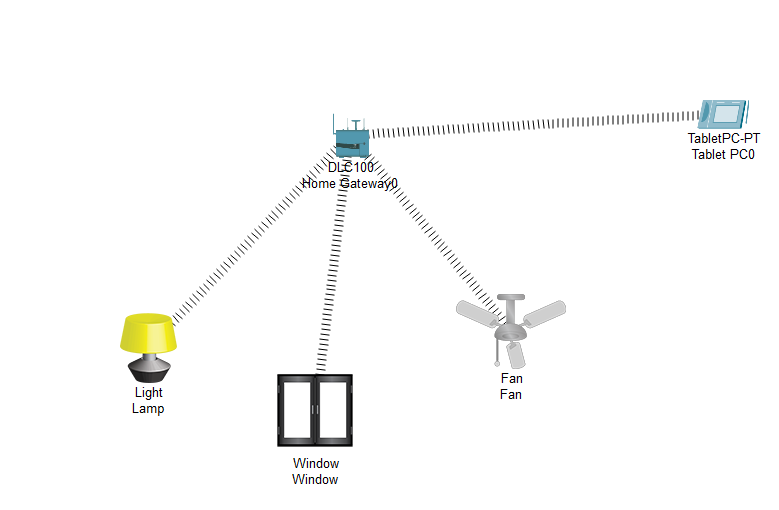 TabletPC-PT
Tablet PC0
DLC100
Home Gateway0
Light
Lamp
Fan
Fan
Window
Window